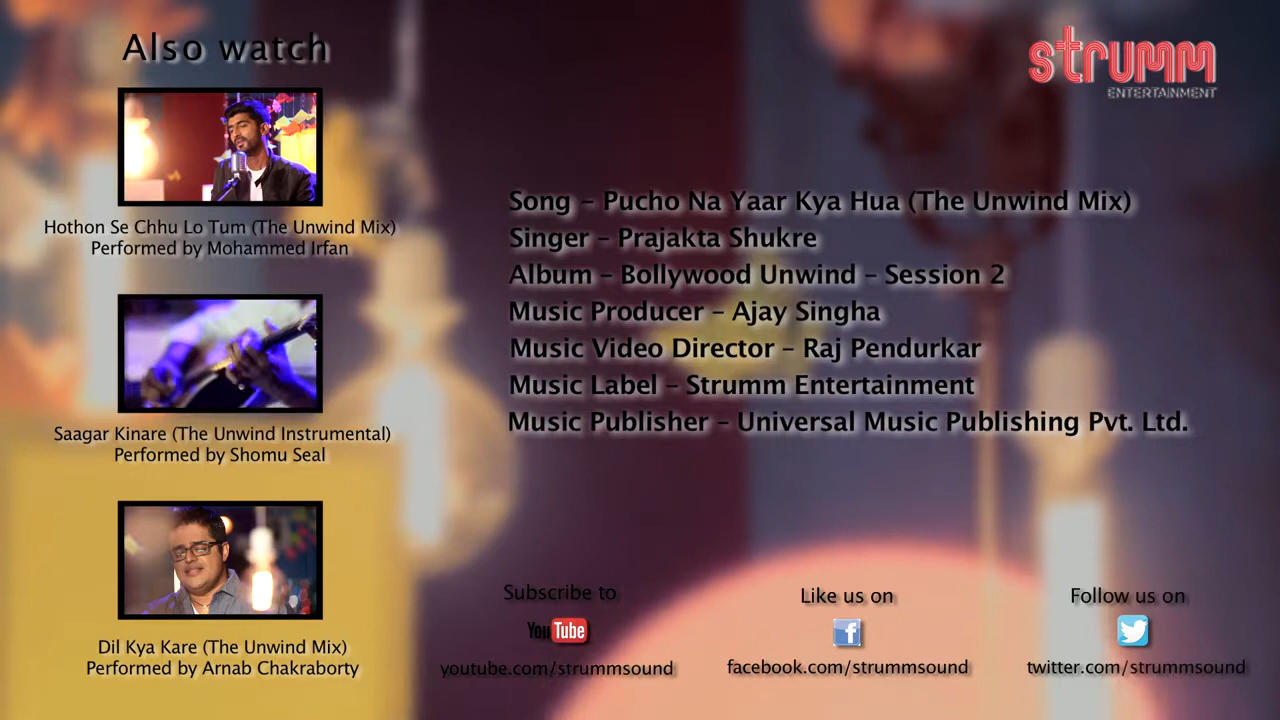 Also watch
Hothon Se Chhu Lo Tum (The Unwind Mix)
Performed by Mohammed Irfan
Saagar Kinare (The Unwind Instrumental)
Performed by Shomu Seal
Dil Kya Kare (The Unwind Mix)
Performed by Arnab Chakraborty
strumm
ENTERTAINMENT
Song – Pucho Na Yaar Kya Hua (The Unwind Mix)
Singer – Prajakta Shukre
Album – Bollywood Unwind – Session 2
Music Producer – Ajay Singha
Music Video Director – Raj Pendurkar
Music Label – Strumm Entertainment
Music Publisher – Universal Music Publishing Pvt. Ltd.
Subscribe to
YouTube
youtube.com/strummsound
Like us on
f
facebook.com/strummsound
Follow us on
twitter.com/strummsound